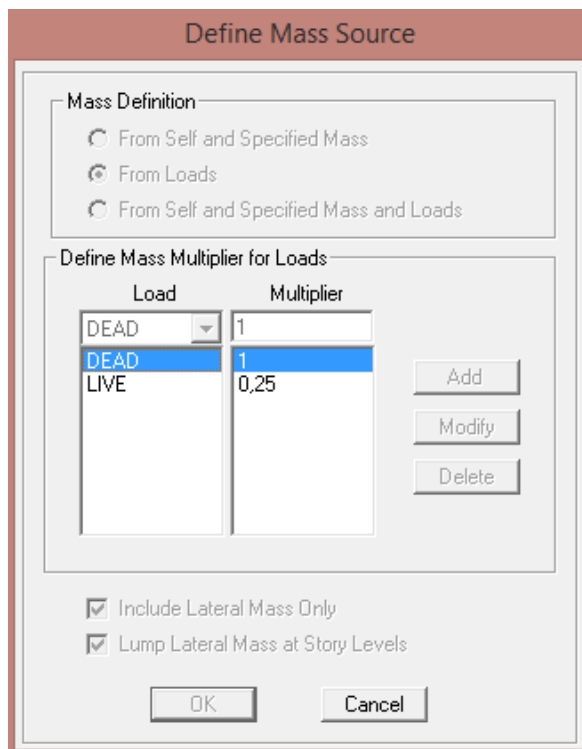 Define Mass Source
Mass Definition
From Self and Specified Mass
From Loads
From Self and Specified Mass and Loads
Define Mass Multiplier for Loads
Load Multiplier
DEAD 1
DEAD 1
LIVE 0,25
Add
Modify
Delete
Include Lateral Mass Only
Lump Lateral Mass at Story Levels
OK Cancel